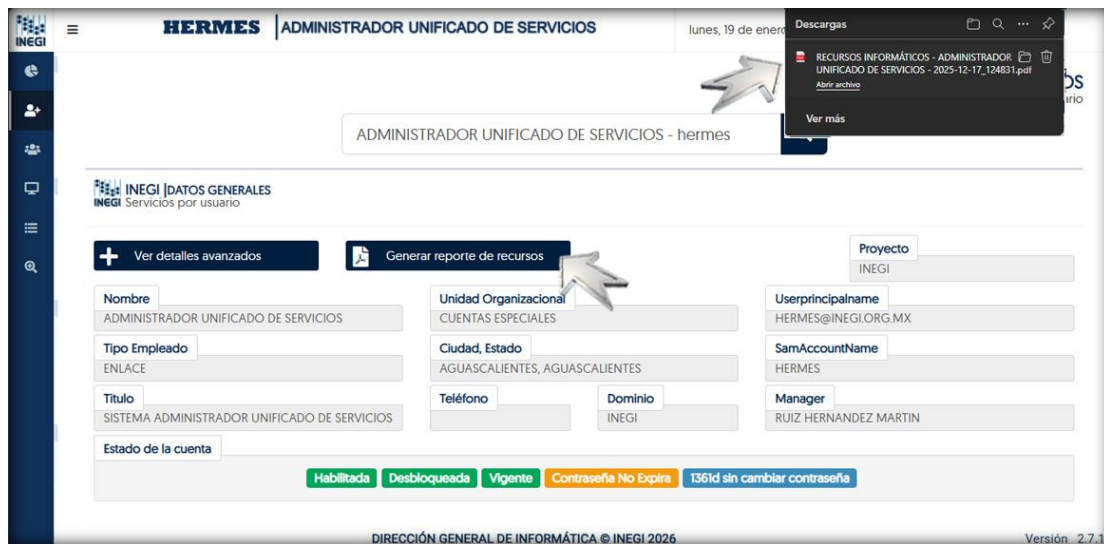 INEGI
HERMES | ADMINISTRADOR UNIFICADO DE SERVICIOS
lunes, 19 de enero
Descargas
RECURSOS INFORMÁTICOS - ADMINISTRADOR
UNIFICADO DE SERVICIOS - 2025-12-17_124831.pdf
Abrir archivo
Ver más
ADMINISTRADOR UNIFICADO DE SERVICIOS - hermes
INEGI
INEGI |DATOS GENERALES
Servicios por usuario
Ver detalles avanzados
Generar reporte de recursos
Proyecto
INEGI
Nombre
ADMINISTRADOR UNIFICADO DE SERVICIOS
Unidad Organizacional
CUENTAS ESPECIALES
Userprincipalname
HERMES@INEGI.ORG.MX
Tipo Empleado
ENLACE
Ciudad, Estado
AGUASCALIENTES, AGUASCALIENTES
SamAccountName
HERMES
Titulo
SISTEMA ADMINISTRADOR UNIFICADO DE SERVICIOS
Teléfono
Dominio
INEGI
Manager
RUIZ HERNANDEZ MARTIN
Estado de la cuenta
Habilitada Desbloqueada Vigente Contraseña No Expira 1361d sin cambiar contraseña
DIRECCIÓN GENERAL DE INFORMÁTICA © INEGI 2026
Versión 2.7.1